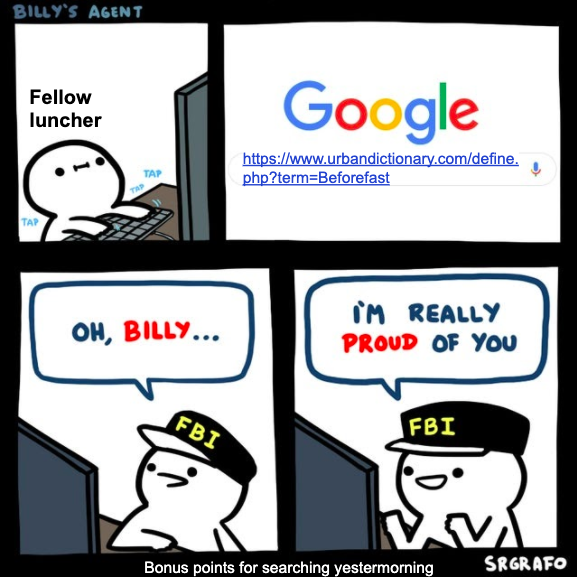 BILLY'S AGENT
Fellow
luncher
TAP
TAP
TAP
Google
https://www.urbandictionary.com/define.
php?term=Beforefast
OH, BILLY...
FBI
I'M REALLY
PROUD OF YOU
FBI
Bonus points for searching yestermorning
SRGRAFO